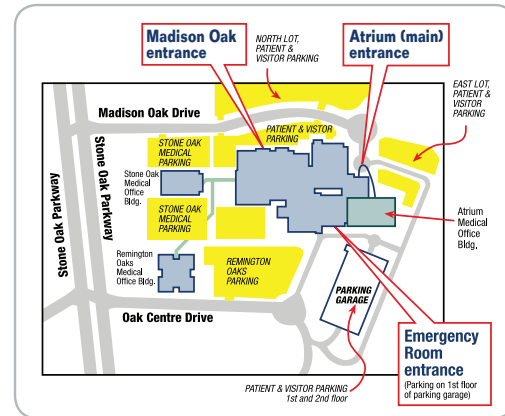 Madison Oak
entrance
NORTH LOT,
PATIENT &
VISITOR PARKING
Atrium (main)
entrance
EAST LOT,
PATIENT &
VISITOR
PARKING
Madison Oak Drive
PATIENT & VISITOR
PARKING
STONE OAK
MEDICAL
PARKING
Stone Oak Parkway
Stone Oak Parkway
Stone Oak
Medical
Office
Bldg.
STONE OAK
MEDICAL
PARKING
Atrium
Medical
Office
Bldg.
Remington
Oaks
Medical
Office Bldg.
REMINGTON
OAKS
PARKING
PARKING
GARAGE
Oak Centre Drive
Emergency
Room
entrance
(Parking on 1st floor
of parking garage)
PATIENT & VISITOR PARKING
1st and 2nd floor